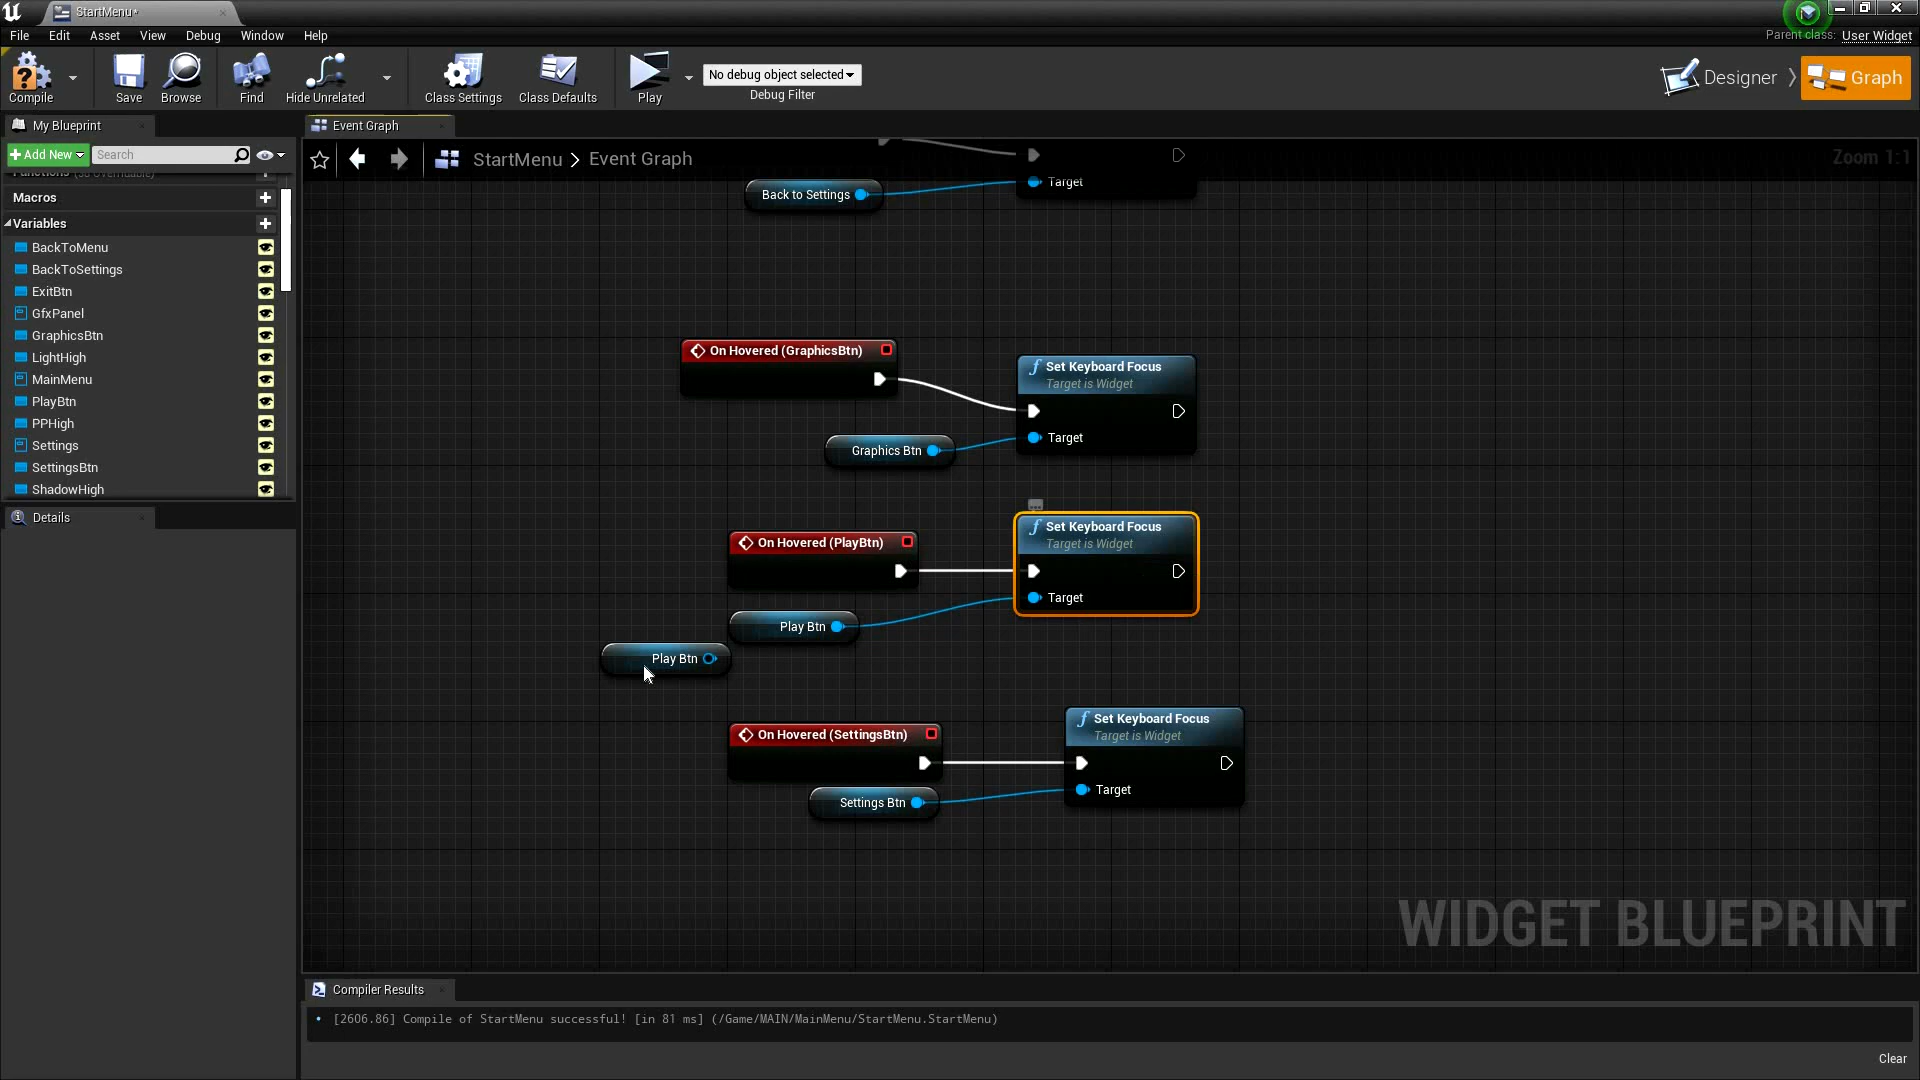 StartMenu*
File Edit Asset View Debug Window Help
Parent class: User Widget
Compile
Save
Browse
Find
Hide Unrelated
Class Settings
Class Defaults
Play
No debug object selected
Debug Filter
Designer
Graph
My Blueprint
Add New
Search
Functions (38 Overridable)
Macros
Variables
BackToMenu
BackToSettings
ExitBtn
GfxPanel
GraphicsBtn
LightHigh
MainMenu
PlayBtn
PPHigh
Settings
SettingsBtn
ShadowHigh
Details
Event Graph
StartMenu > Event Graph
Zoom 1:1
Target
Back to Settings
On Hovered (GraphicsBtn)
Set Keyboard Focus
Target is Widget
Target
Graphics Btn
Set Keyboard Focus
Target is Widget
On Hovered (PlayBtn)
Target
Play Btn
Play Btn
Set Keyboard Focus
Target is Widget
On Hovered (SettingsBtn)
Target
Settings Btn
WIDGET BLUEPRINT
Compiler Results
[2606.86] Compile of StartMenu successful! [in 81 ms] (/Game/MAIN/MainMenu/StartMenu.StartMenu)
Clear